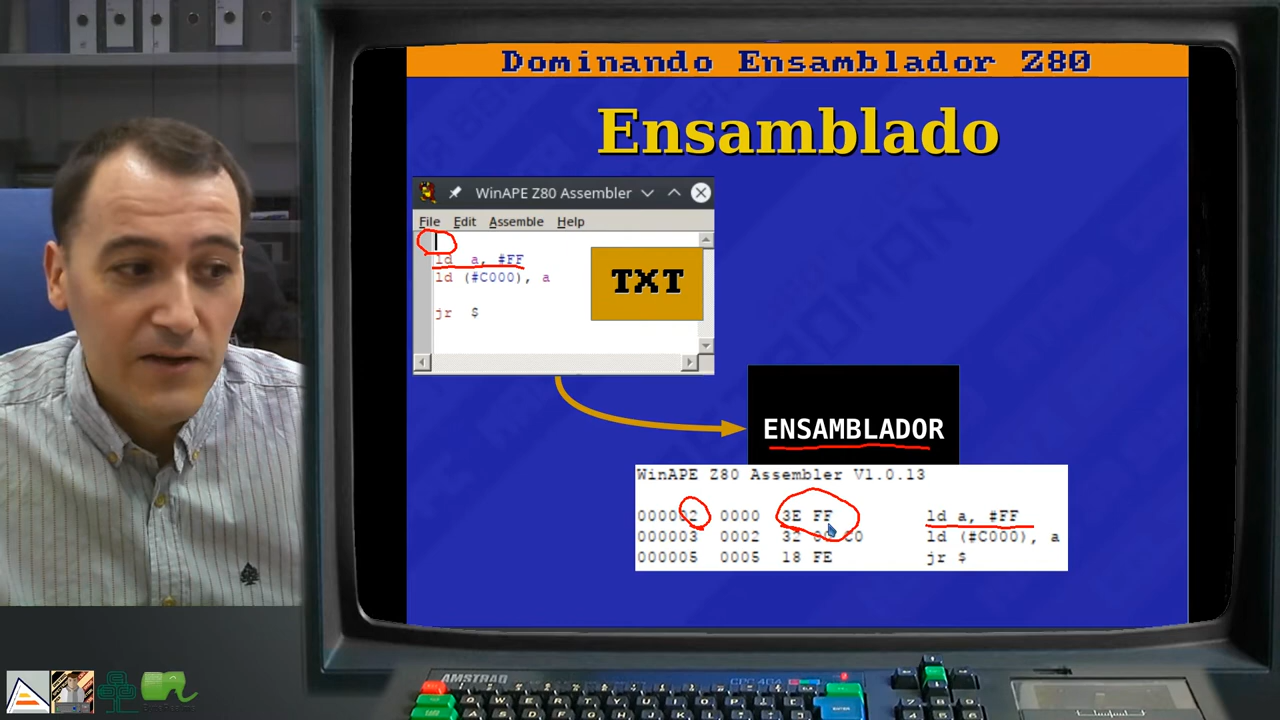 Dominando Ensamblador Z80
Ensamblado
WinAPE Z80 Assembler
File Edit Assemble Help
ld a, #FF
ld (#C000), a
jr $
TXT
ENSAMBLADOR
WinAPE Z80 Assembler V1.0.13
000002 0000 3E FF ld a, #FF
000003 0002 32 00 C0 ld (#C000), a
000005 0005 18 FE jr $
AMSTRAD